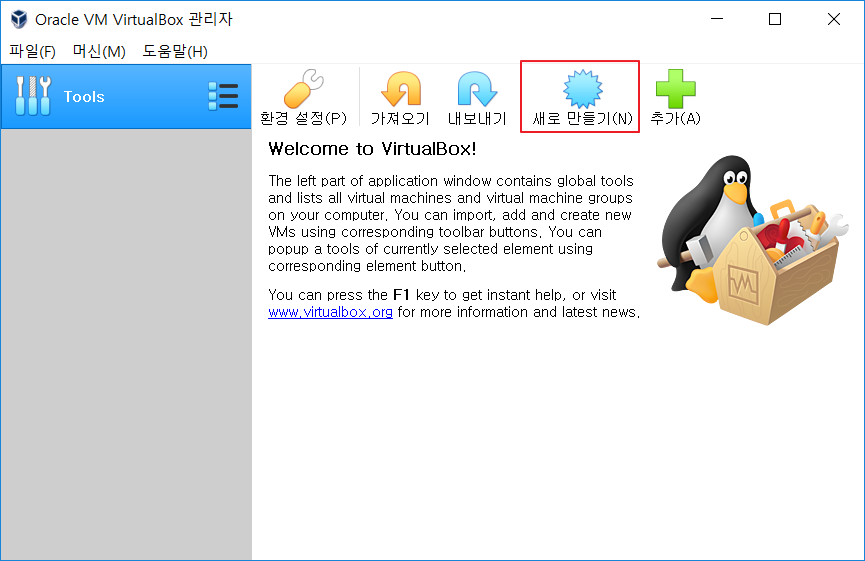 Oracle VM VirtualBox 관리자
파일(F) 머신(M) 도움말(H)
Tools
환경 설정(P) 가져오기 내보내기 새로 만들기(N) 추가(A)
Welcome to VirtualBox!
The left part of application window contains global tools
and lists all virtual machines and virtual machine groups
on your computer. You can import, add and create new
VMs using corresponding toolbar buttons. You can
popup a tools of currently selected element using
corresponding element button.
You can press the F1 key to get instant help, or visit
www.virtualbox.org for more information and latest news.